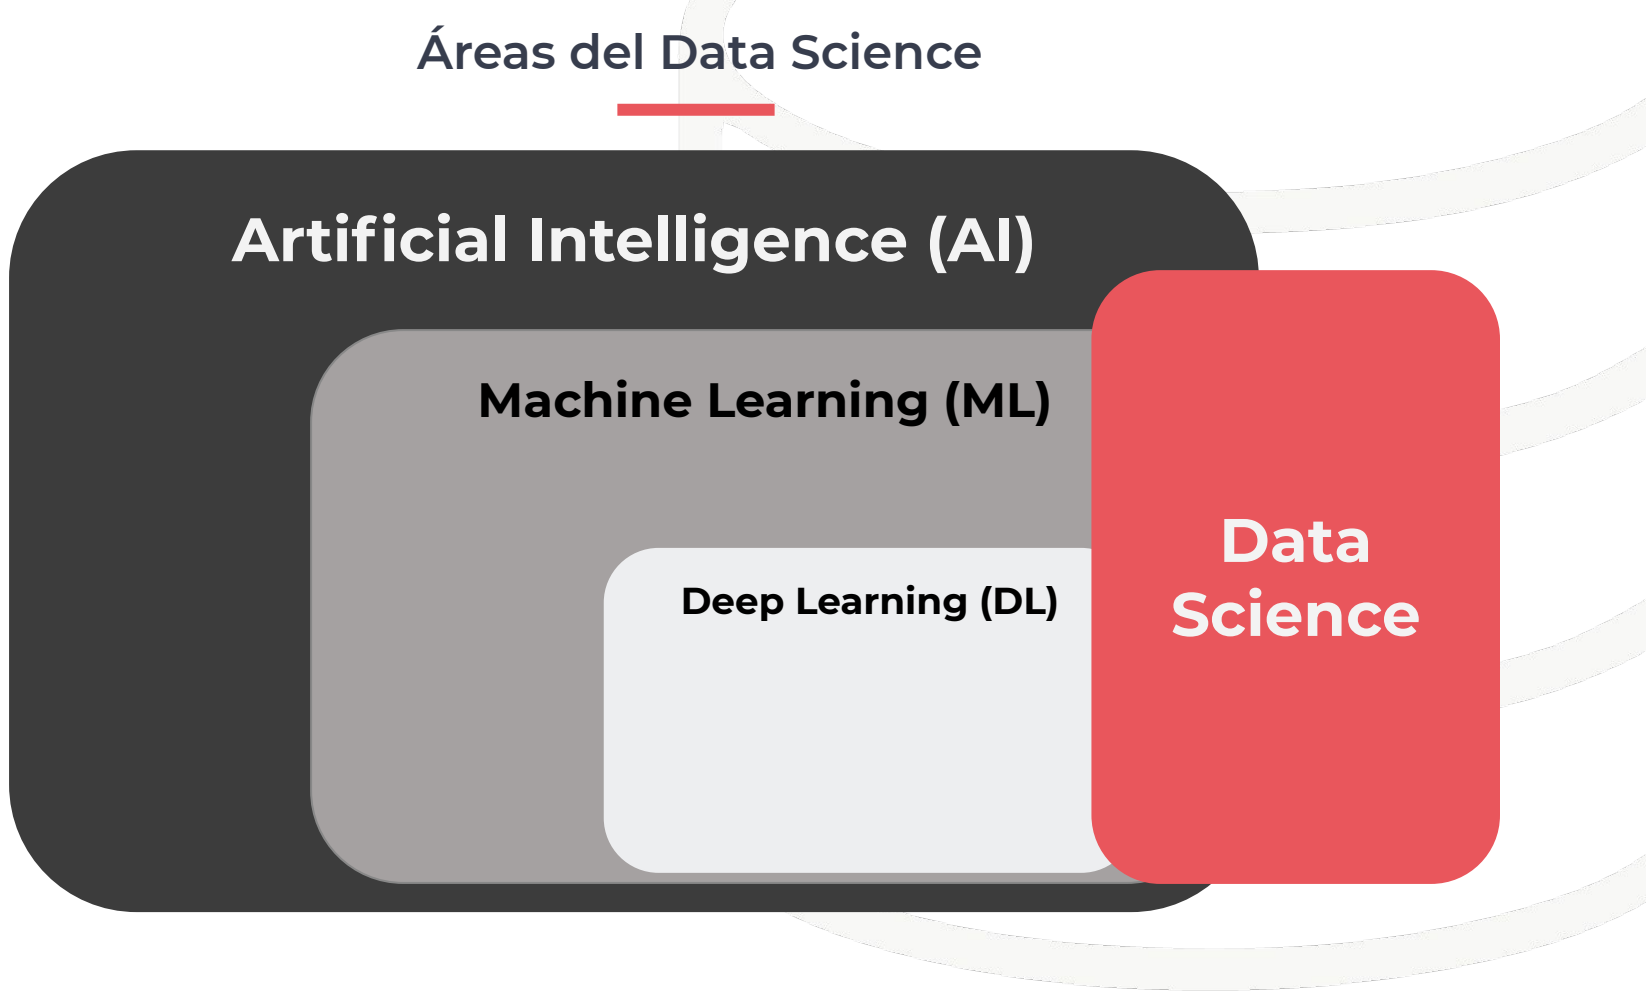 Áreas del Data Science
Artificial Intelligence (AI)
Machine Learning (ML)
Deep Learning (DL)
Data
Science